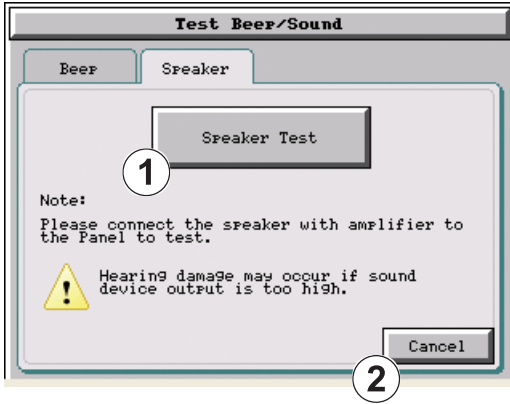 Test Beep/Sound
Beep
Speaker
Speaker Test
1
Note:
Please connect the speaker with amplifier to
the Panel to test.
Hearing damage may occur if sound
device output is too high.
Cancel
2